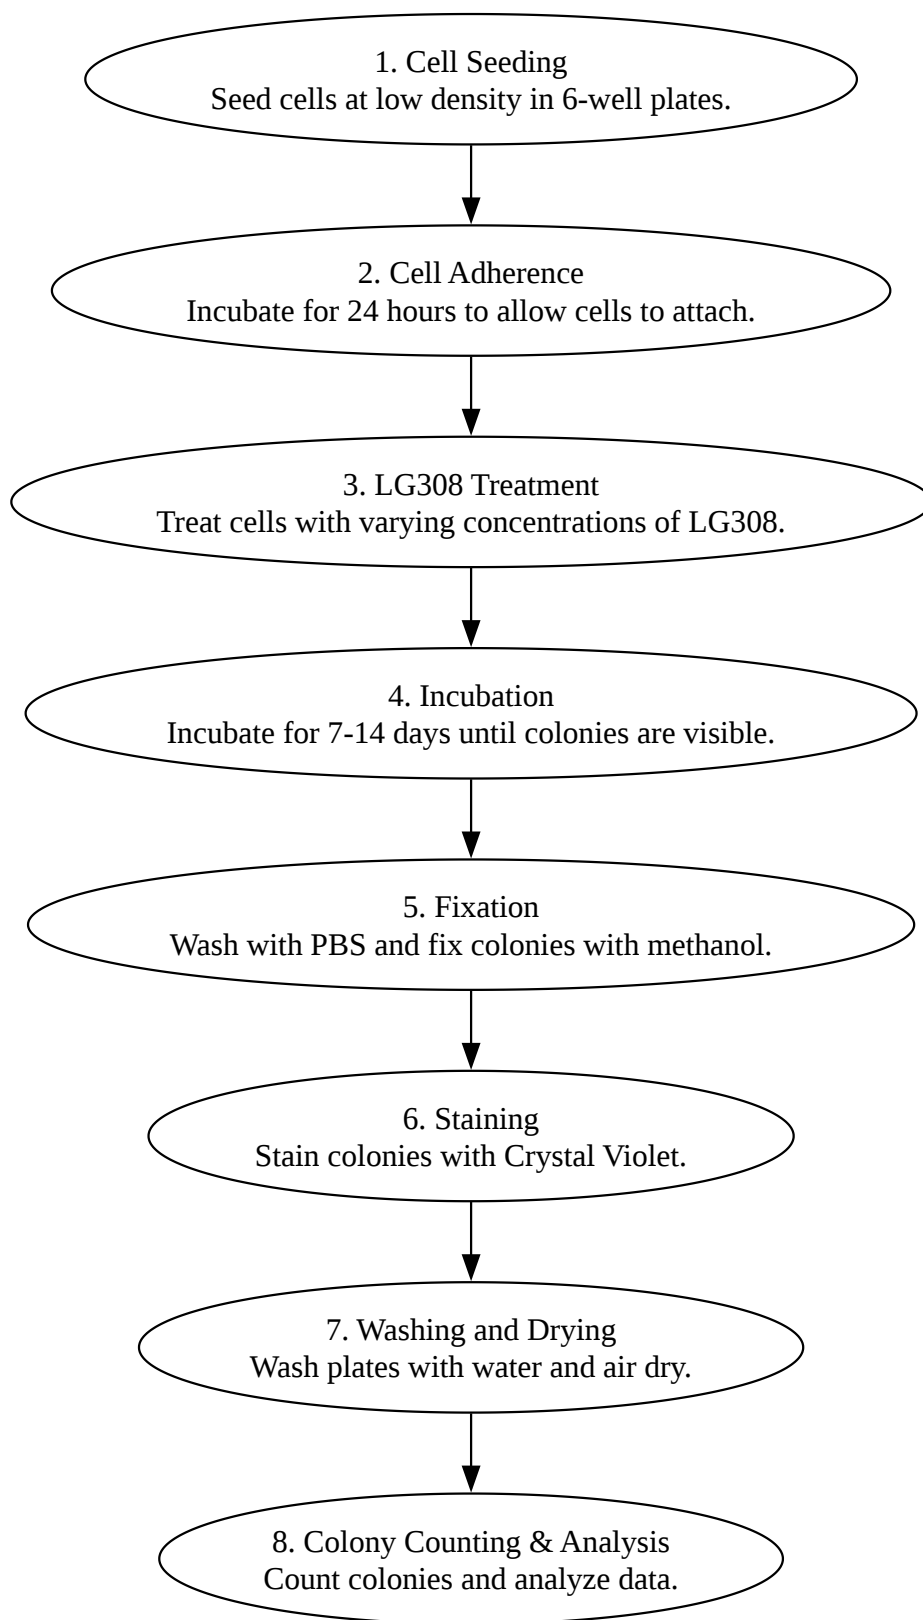 1. Cell Seeding
Seed cells at low density in 6-well plates.
2. Cell Adherence
Incubate for 24 hours to allow cells to attach.
3. LG308 Treatment
Treat cells with varying concentrations of LG308.
4. Incubation
Incubate for 7-14 days until colonies are visible.
5. Fixation
Wash with PBS and fix colonies with methanol.
6. Staining
Stain colonies with Crystal Violet.
7. Washing and Drying
Wash plates with water and air dry.
8. Colony Counting & Analysis
Count colonies and analyze data.